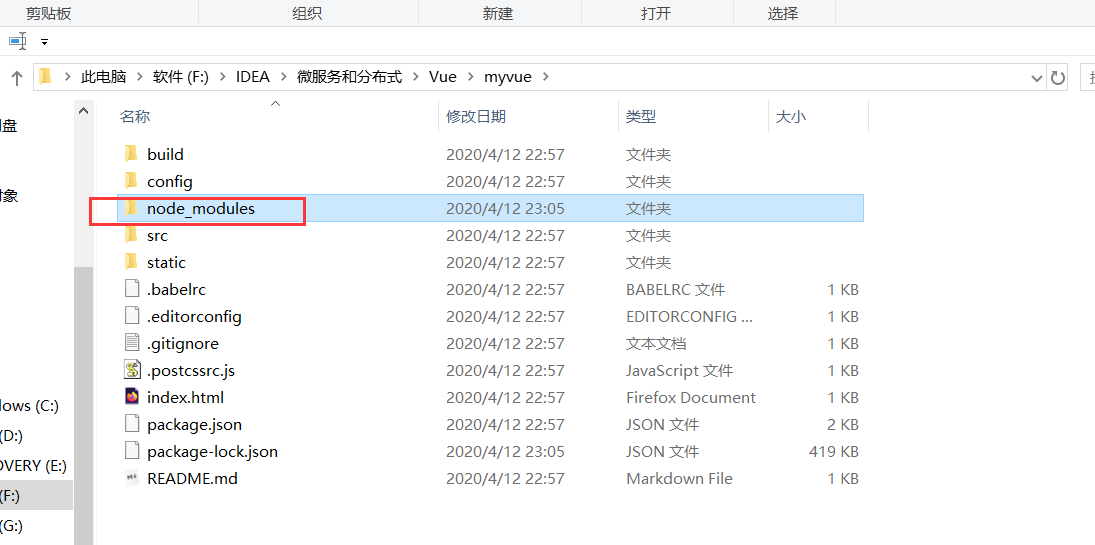 剪贴板 组织 新建 打开 选择
此电脑 软件 (F:) IDEA 微服务和分布式 Vue myvue
名称 修改日期 类型 大小
build 2020/4/12 22:57 文件夹
config 2020/4/12 22:57 文件夹
node_modules 2020/4/12 23:05 文件夹
src 2020/4/12 22:57 文件夹
static 2020/4/12 22:57 文件夹
.babelrc 2020/4/12 22:57 BABELRC 文件 1 KB
.editorconfig 2020/4/12 22:57 EDITORCONFIG ... 1 KB
.gitignore 2020/4/12 22:57 文本文档 1 KB
.postcssrc.js 2020/4/12 22:57 JavaScript 文件 1 KB
index.html 2020/4/12 22:57 Firefox Document 1 KB
package.json 2020/4/12 22:57 JSON 文件 2 KB
package-lock.json 2020/4/12 23:05 JSON 文件 419 KB
README.md 2020/4/12 22:57 Markdown File 1 KB
盘
对象
dows (C:)
(D:)
OVERY (E:)
(F:)
(G:)